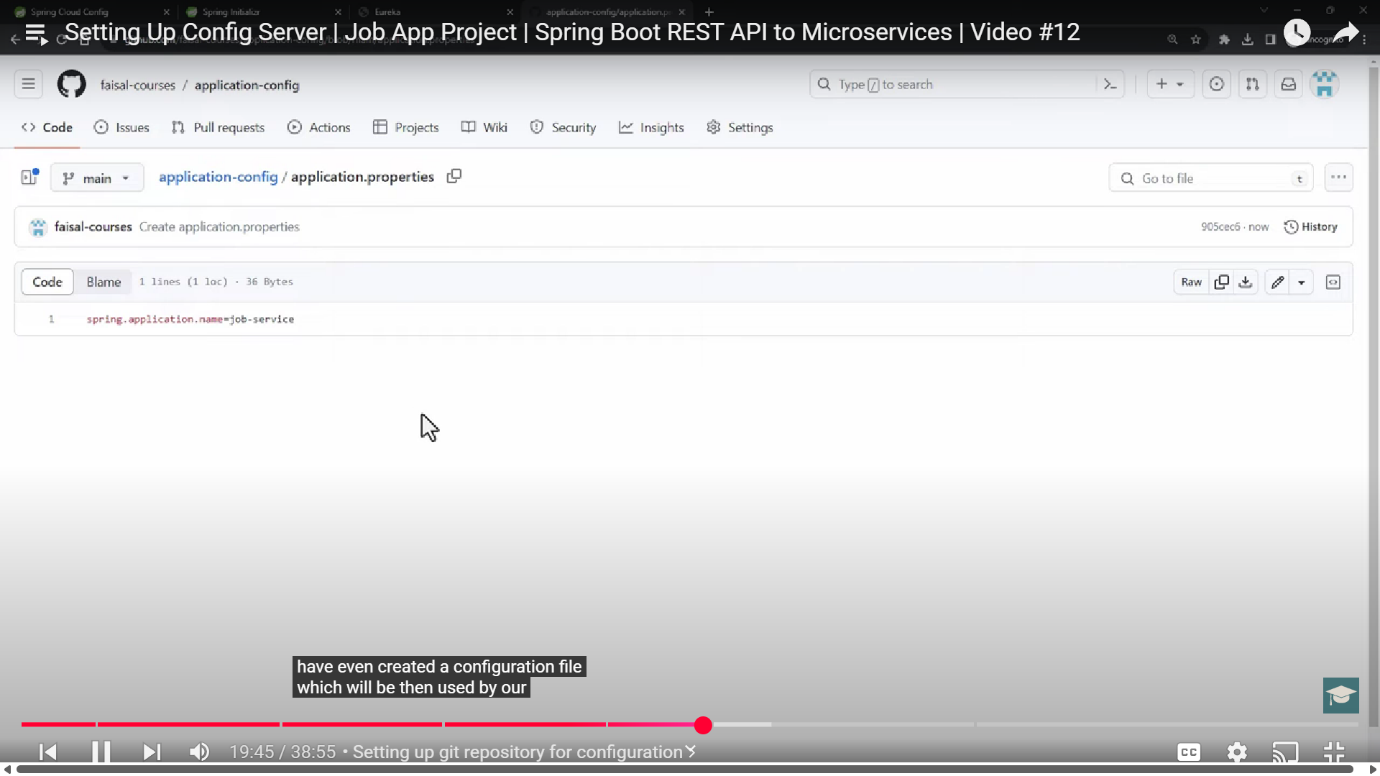 Spring Cloud Config
Spring Initializr
Eureka
application-config/application.p
Setting Up Config Server | Job App Project | Spring Boot REST API to Microservices | Video #12
faisal-courses / application-config
Type / to search
Code
Issues
Pull requests
Actions
Projects
Wiki
Security
Insights
Settings
main
application-config / application.properties
Go to file
t
faisal-courses Create application.properties
905cec6 · now
History
Code
Blame
1 lines (1 loc) · 36 Bytes
Raw
1 spring.application.name=job-service
have even created a configuration file
which will be then used by our
19:45 / 38:55 • Setting up git repository for configuration
CC